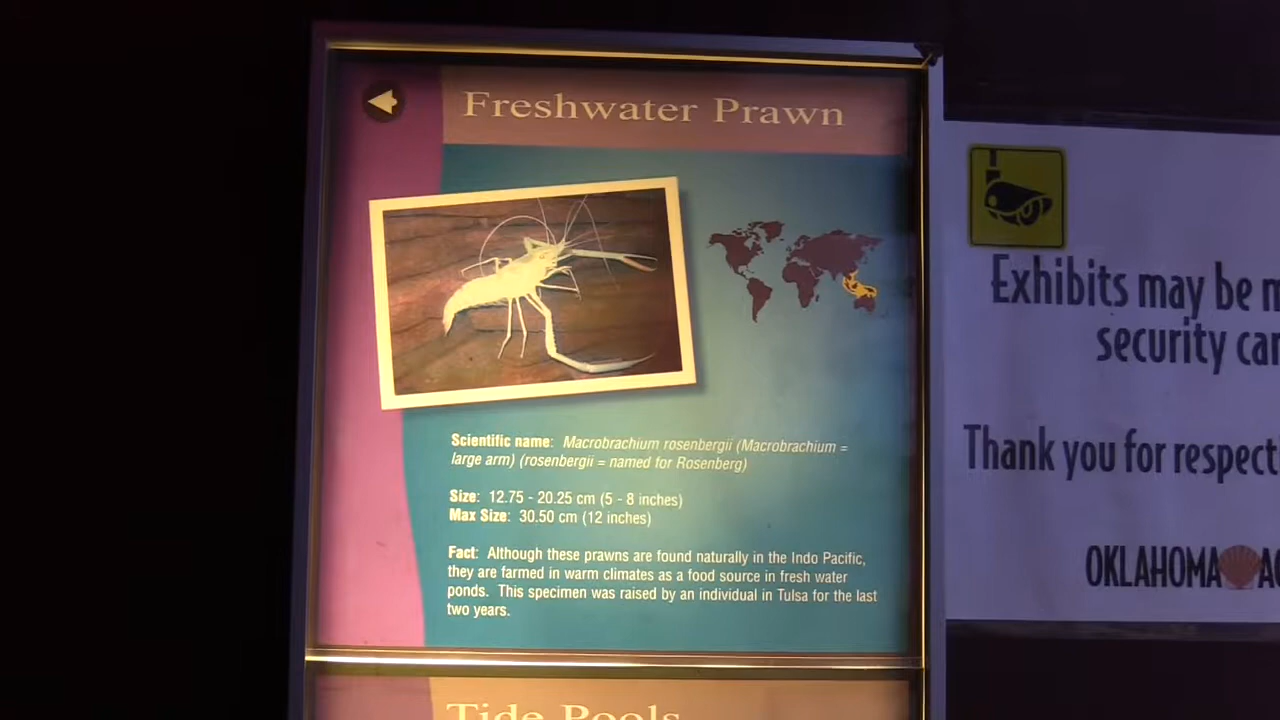 Freshwater Prawn
Scientific name: Macrobrachium rosenbergii (Macrobrachium =
large arm) (rosenbergii = named for Rosenberg)
Size: 12.75 - 20.25 cm (5 - 8 inches)
Max Size: 30.50 cm (12 inches)
Fact: Although these prawns are found naturally in the Indo Pacific,
they are farmed in warm climates as a food source in fresh water
ponds. This specimen was raised by an individual in Tulsa for the last
two years.
Tide Pools
Exhibits may be
security
Thank you for
OKLAHOMA